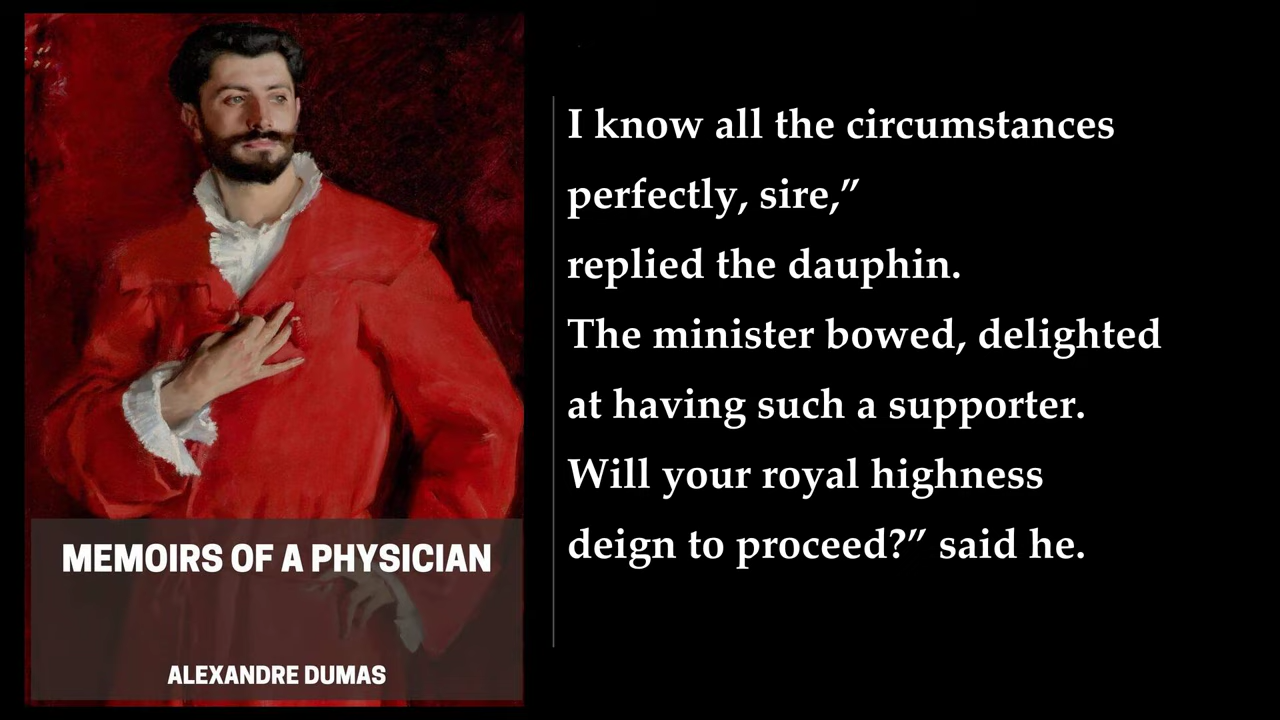 MEMOIRS OF A PHYSICIAN
ALEXANDRE DUMAS
I know all the circumstances
perfectly, sire,”
replied the dauphin.
The minister bowed, delighted
at having such a supporter.
Will your royal highness
deign to proceed?” said he.